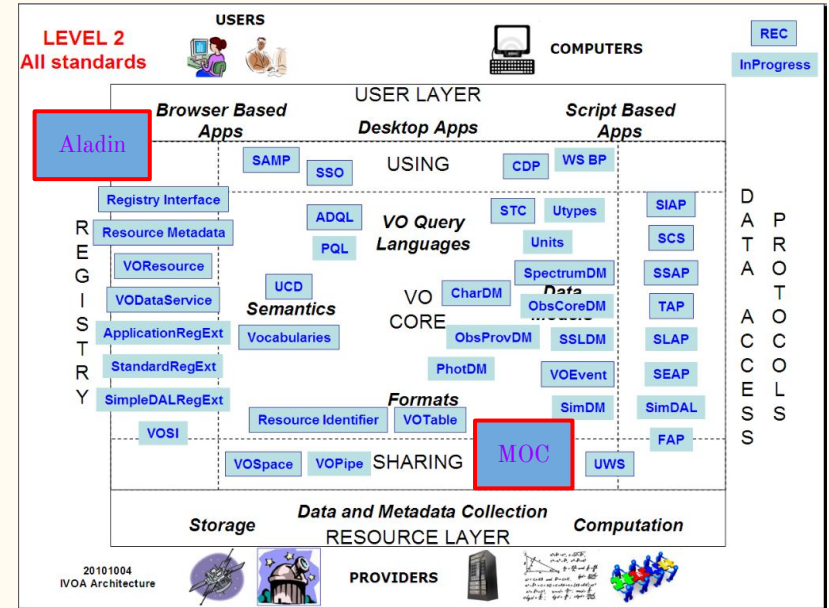 LEVEL 2
All standards
USERS
COMPUTERS
REC
InProgress
USER LAYER
Browser Based
Apps
Desktop Apps
Script Based
Apps
Aladin
SAMP
SSO
USING
CDP
WS BP
REGISTRY
Registry Interface
Resource Metadata
VOResource
VODataService
ApplicationRegExt
StandardRegExt
SimpleDALRegExt
VOSI
ADQL
PQL
VO Query
Languages
STC
Utypes
Units
UCD
Semantics
Vocabularies
VO
CORE
SpectrumDM
CharDM
Data
ObsCoreDM
ObsProvDM
SSLDM
PhotDM
VOEvent
SimDM
Formats
Resource Identifier
VOTable
SIAP
SCS
SSAP
TAP
SLAP
SEAP
SimDAL
FAP
DATA ACCESS
PROTOCOLS
VOSpace
VOPipe
SHARING
MOC
UWS
Storage
Data and Metadata Collection
Computation
RESOURCE LAYER
20101004
IVOA Architecture
PROVIDERS